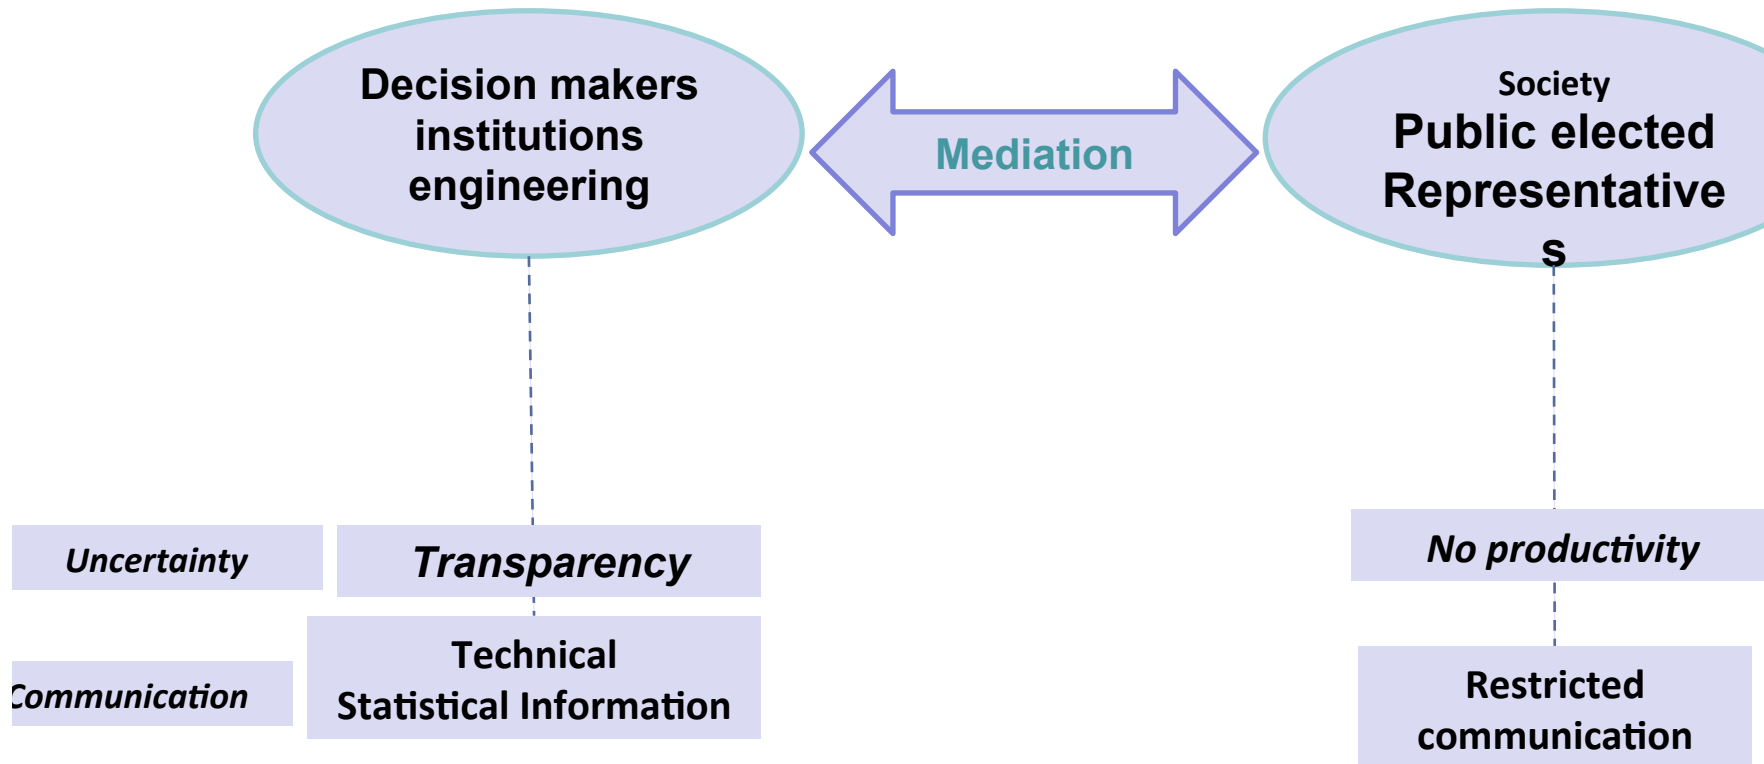 Decision makers
institutions
engineering
Mediation
Society
Public elected
Representative
s
Uncertainty
Transparency
No productivity
Communication
Technical
Statistical Information
Restricted
communication